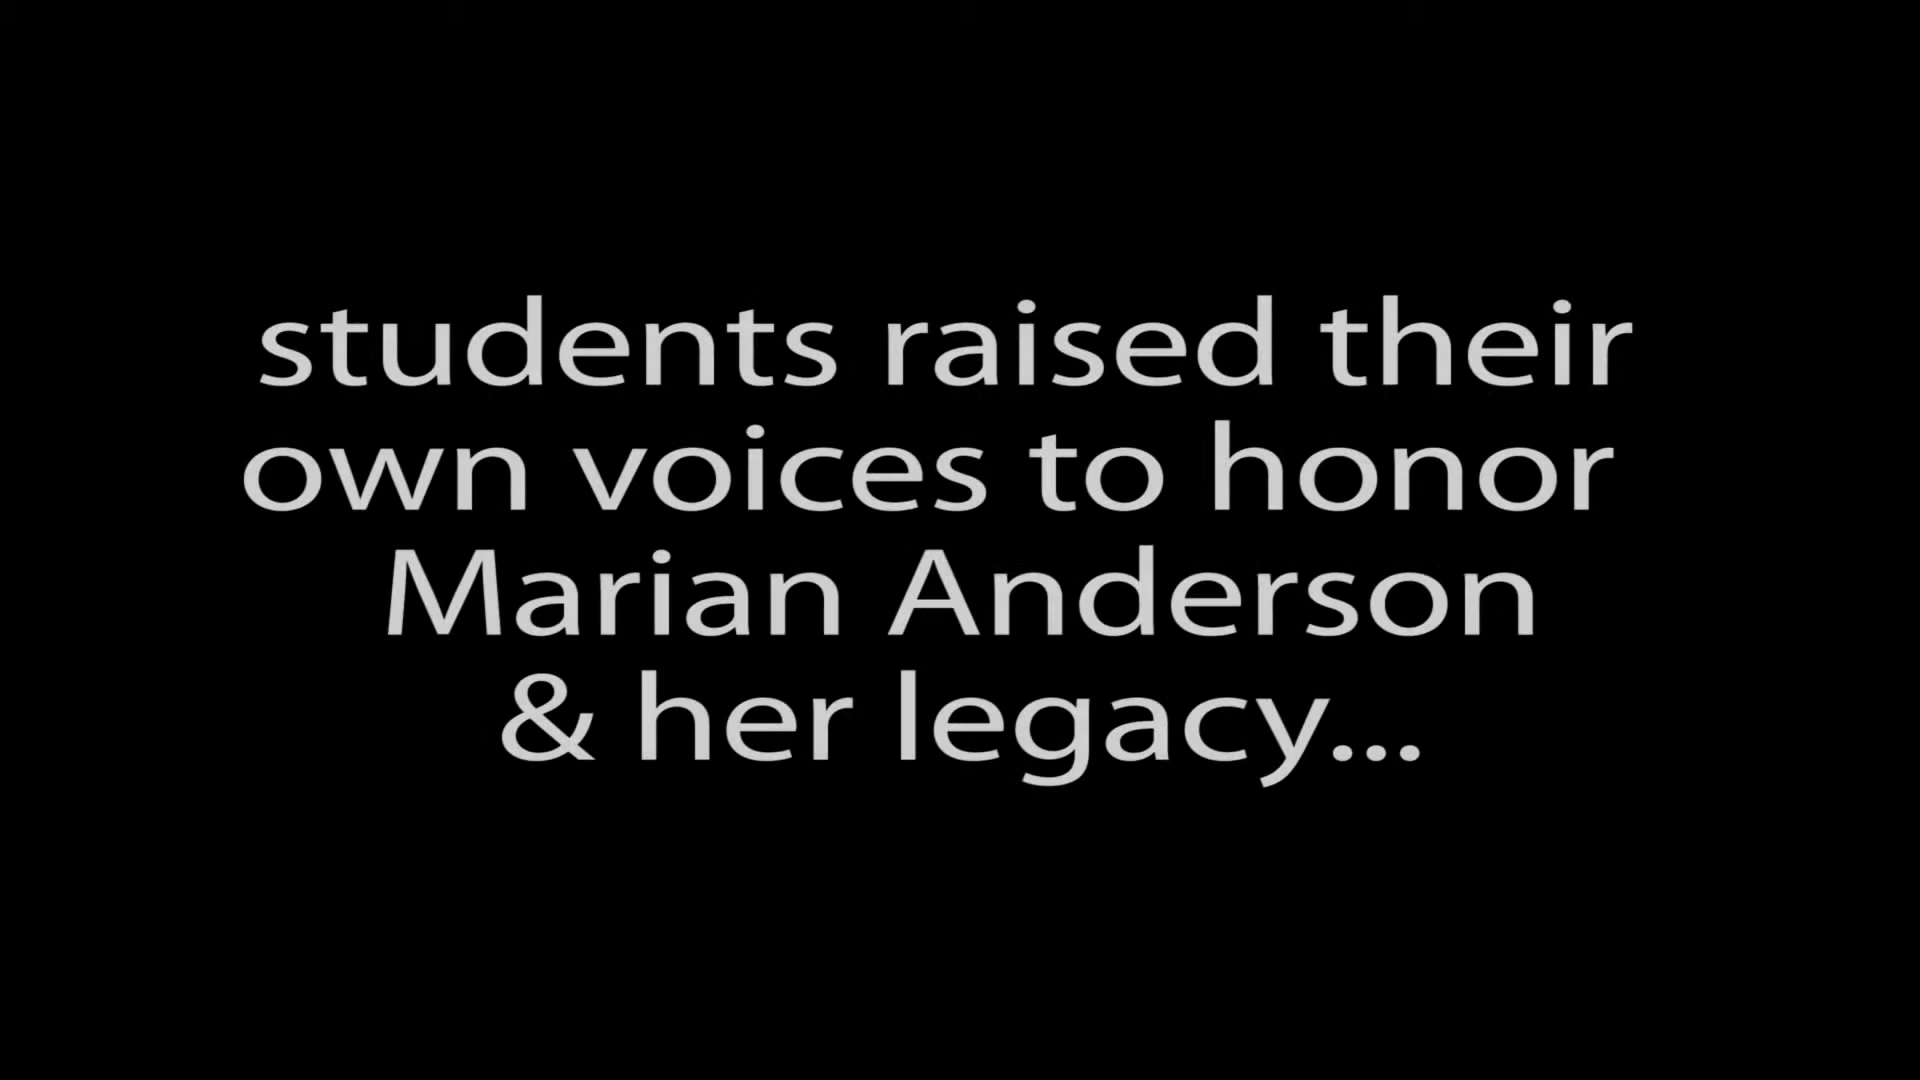 students raised their
own voices to honor
Marian Anderson
& her legacy...